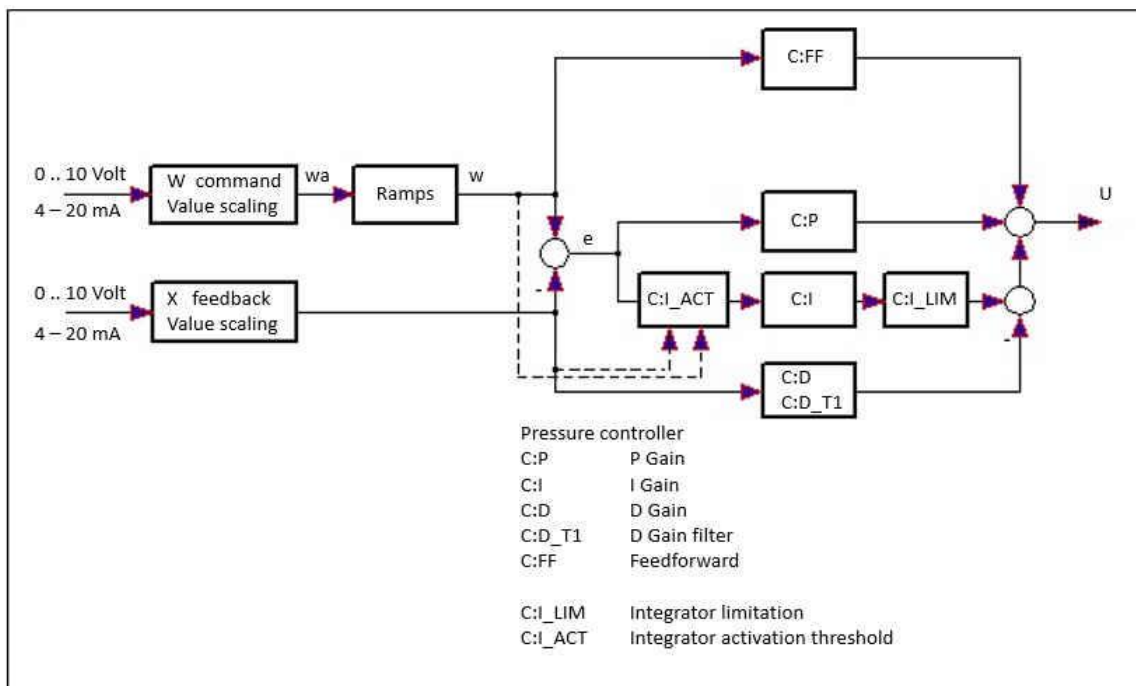 C:FF
0 .. 10 Volt
W command
Value scaling
wa
Ramps
w
4 – 20 mA
U
e
C:P
-
0 .. 10 Volt
X feedback
Value scaling
4 – 20 mA
C:I_ACT
C:I
C:I_LIM
-
C:D
C:D_T1
Pressure controller
C:P P Gain
C:I I Gain
C:D D Gain
C:D_T1 D Gain filter
C:FF Feedforward
C:I_LIM Integrator limitation
C:I_ACT Integrator activation threshold